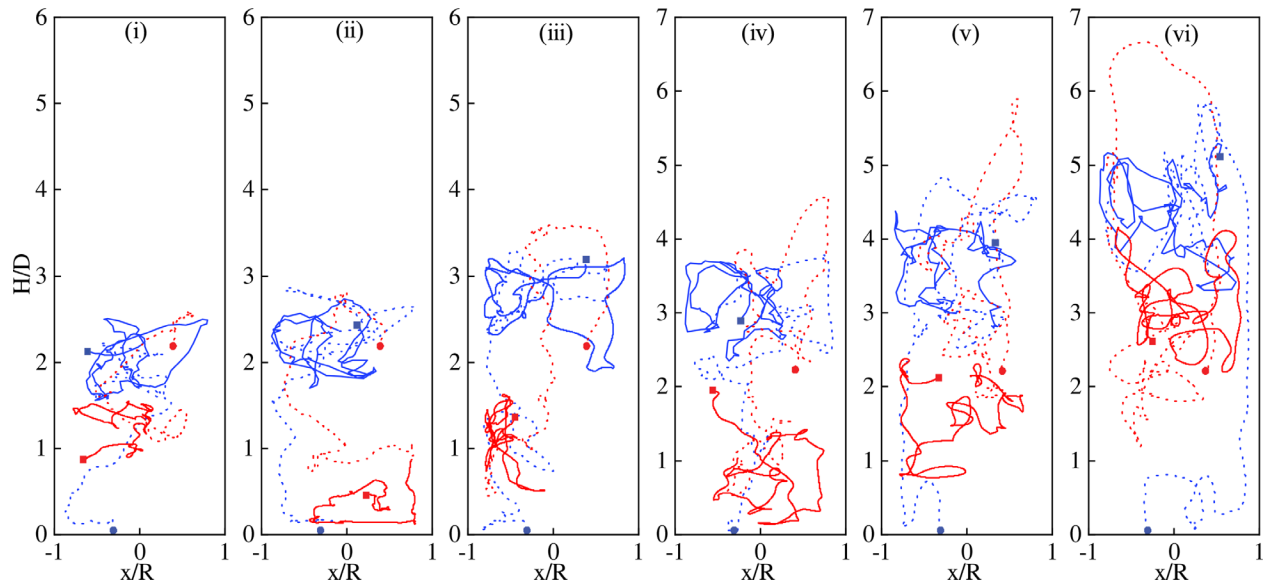 (i) (ii) (iii) (iv) (v) (vi)
H/D
6 6 6 7 7 7
5 5 5 6 6 6
4 4 4 5 5 5
3 3 3 4 4 4
2 2 2 3 3 3
1 1 1 2 2 2
0 0 0 1 1 1
0 0 0
-1 0 1 -1 0 1 -1 0 1 -1 0 1 -1 0 1 -1 0 1
x/R x/R x/R x/R x/R x/R